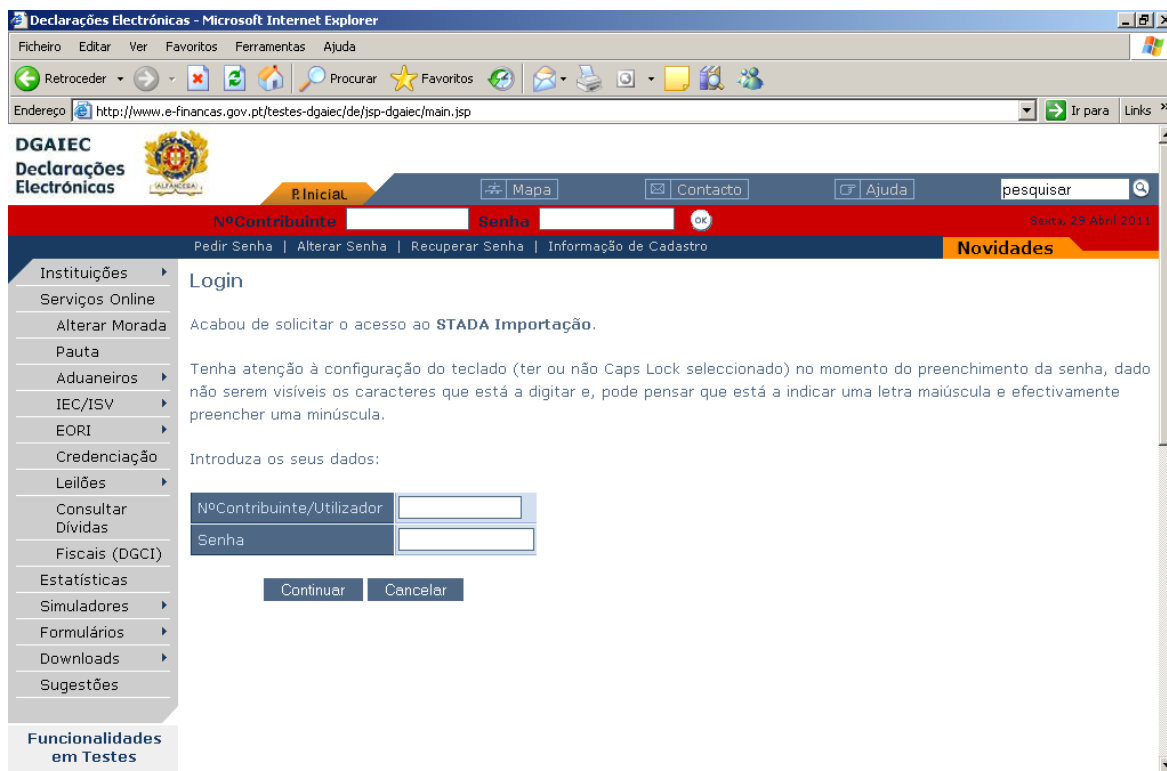 Declarações Electrónicas - Microsoft Internet Explorer
Ficheiro Editar Ver Favoritos Ferramentas Ajuda
Retroceder Procurar Favoritos
Endereço http://www.e-financas.gov.pt/testes-dgaiec/de/jsp-dgaiec/main.jsp Ir para Links »
DGAIEC
Declarações
Electrónicas
P.Inicial Mapa Contacto Ajuda pesquisar
NºContribuinte Senha OK Sexta, 29 Abril 2011
Pedir Senha | Alterar Senha | Recuperar Senha | Informação de Cadastro
Novidades
Instituições
Serviços Online
Alterar Morada
Pauta
Aduaneiros
IEC/ISV
EORI
Credenciação
Leilões
Consultar
Dívidas
Fiscais (DGCI)
Estatísticas
Simuladores
Formulários
Downloads
Sugestões
Funcionalidades
em Testes
Login
Acabou de solicitar o acesso ao STADA Importação.
Tenha atenção à configuração do teclado (ter ou não Caps Lock seleccionado) no momento do preenchimento da senha, dado
não serem visíveis os caracteres que está a digitar e, pode pensar que está a indicar uma letra maiúscula e efectivamente
preencher uma minúscula.
Introduza os seus dados:
NºContribuinte/Utilizador
Senha
Continuar Cancelar